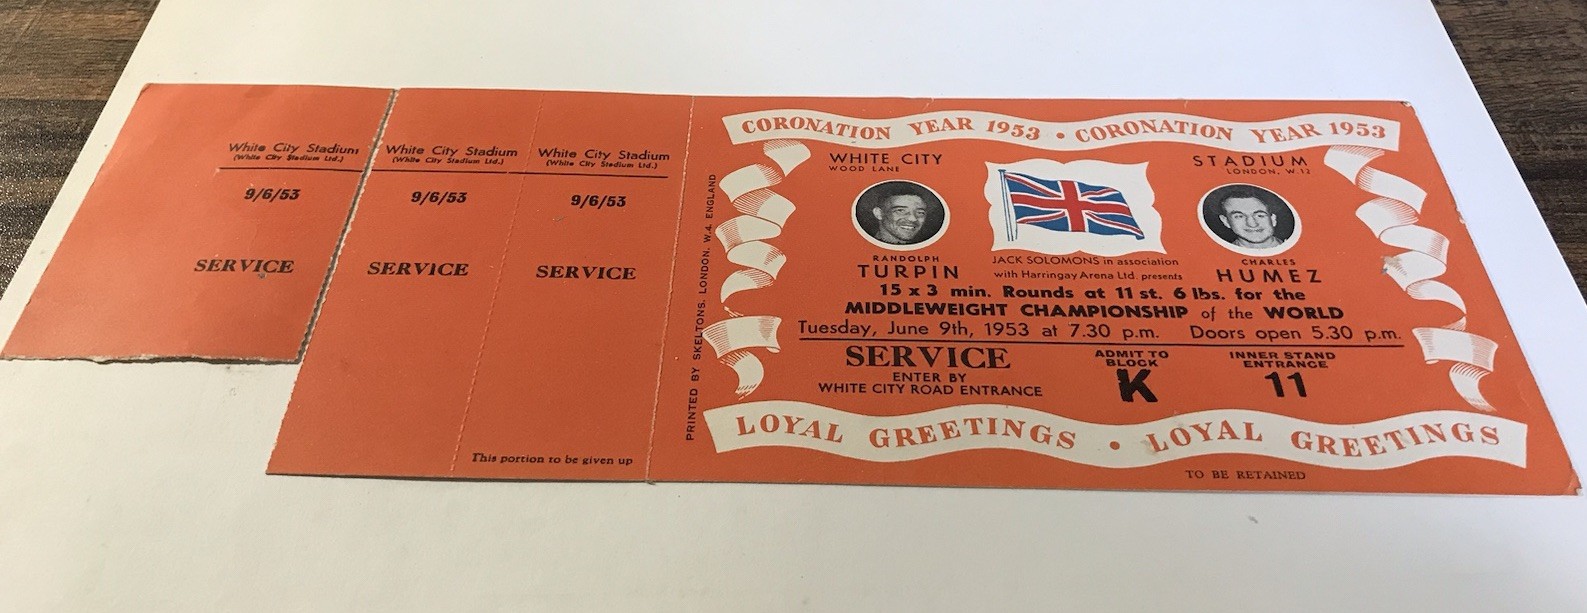 White City Stadium
(White City Stadium Ltd.)
9/6/53
SERVICE
White City Stadium
(White City Stadium Ltd.)
9/6/53
SERVICE
White City Stadium
(White City Stadium Ltd.)
9/6/53
SERVICE
This portion to be given up
PRINTED BY SKELTONS. LONDON. W.4. ENGLAND
CORONATION YEAR 1953 • CORONATION YEAR 1953
WHITE CITY
WOOD LANE
STADIUM
LONDON, W.12
RANDOLPH
TURPIN
JACK SOLOMONS in association
with Harringay Arena Ltd. presents
CHARLES
HUMEZ
15 x 3 min. Rounds at 11 st. 6 lbs. for the
MIDDLEWEIGHT CHAMPIONSHIP of the WORLD
Tuesday, June 9th, 1953 at 7.30 p.m. Doors open 5.30 p.m.
SERVICE
ENTER BY
WHITE CITY ROAD ENTRANCE
ADMIT TO
BLOCK
K
INNER STAND
ENTRANCE
11
LOYAL GREETINGS • LOYAL GREETINGS
TO BE RETAINED